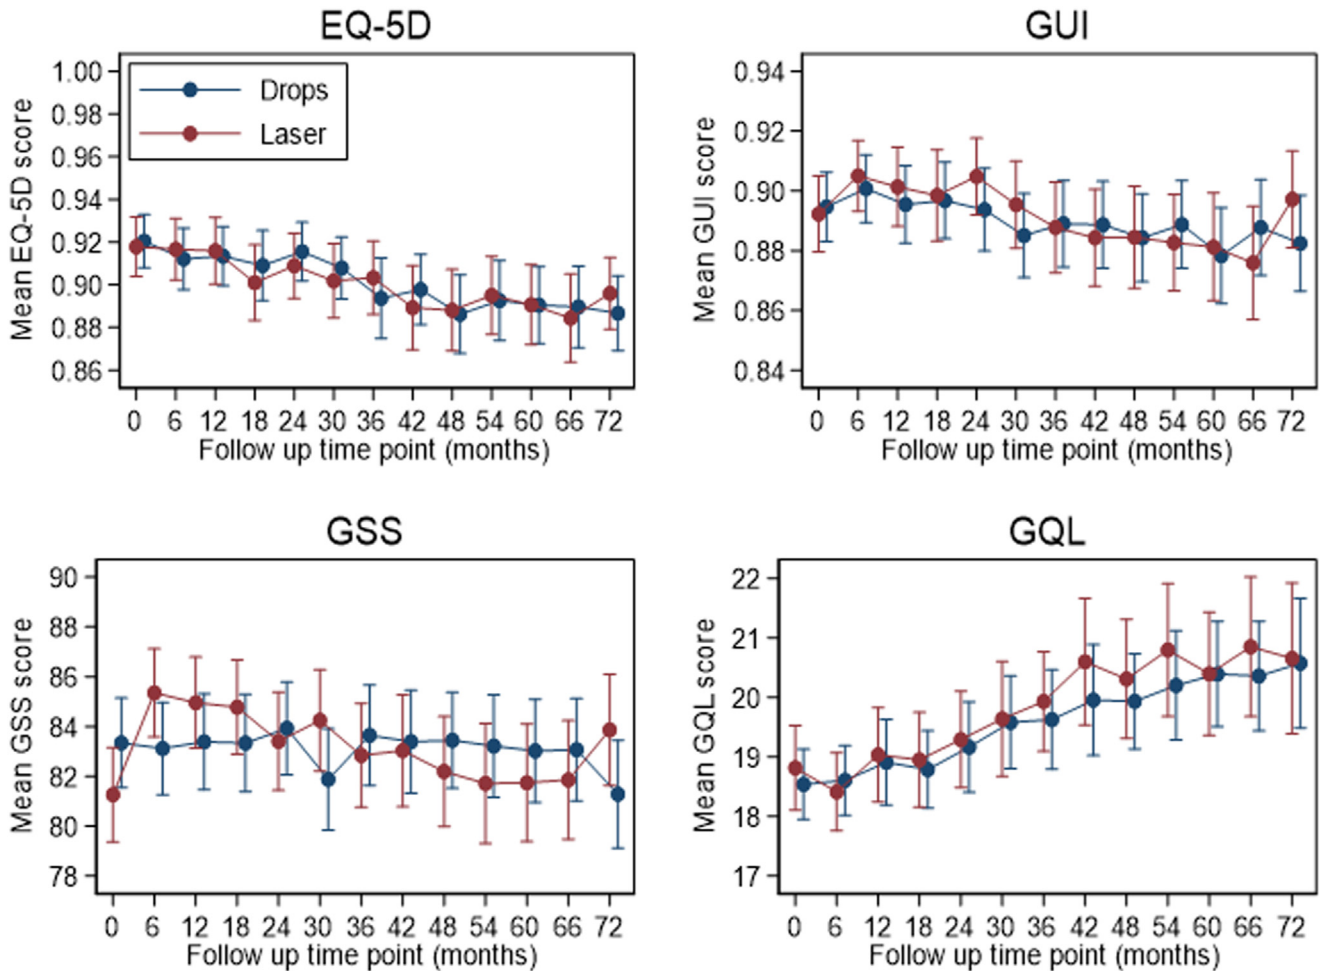 EQ-5D
Mean EQ-5D score
1.00
0.98
0.96
0.94
0.92
0.90
0.88
0.86
Drops
Laser
0 6 12 18 24 30 36 42 48 54 60 66 72
Follow up time point (months)
GUI
Mean GUI score
0.94
0.92
0.90
0.88
0.86
0.84
0 6 12 18 24 30 36 42 48 54 60 66 72
Follow up time point (months)
GSS
Mean GSS score
90
88
86
84
82
80
78
0 6 12 18 24 30 36 42 48 54 60 66 72
Follow up time point (months)
GQL
Mean GQL score
22
21
20
19
18
17
0 6 12 18 24 30 36 42 48 54 60 66 72
Follow up time point (months)